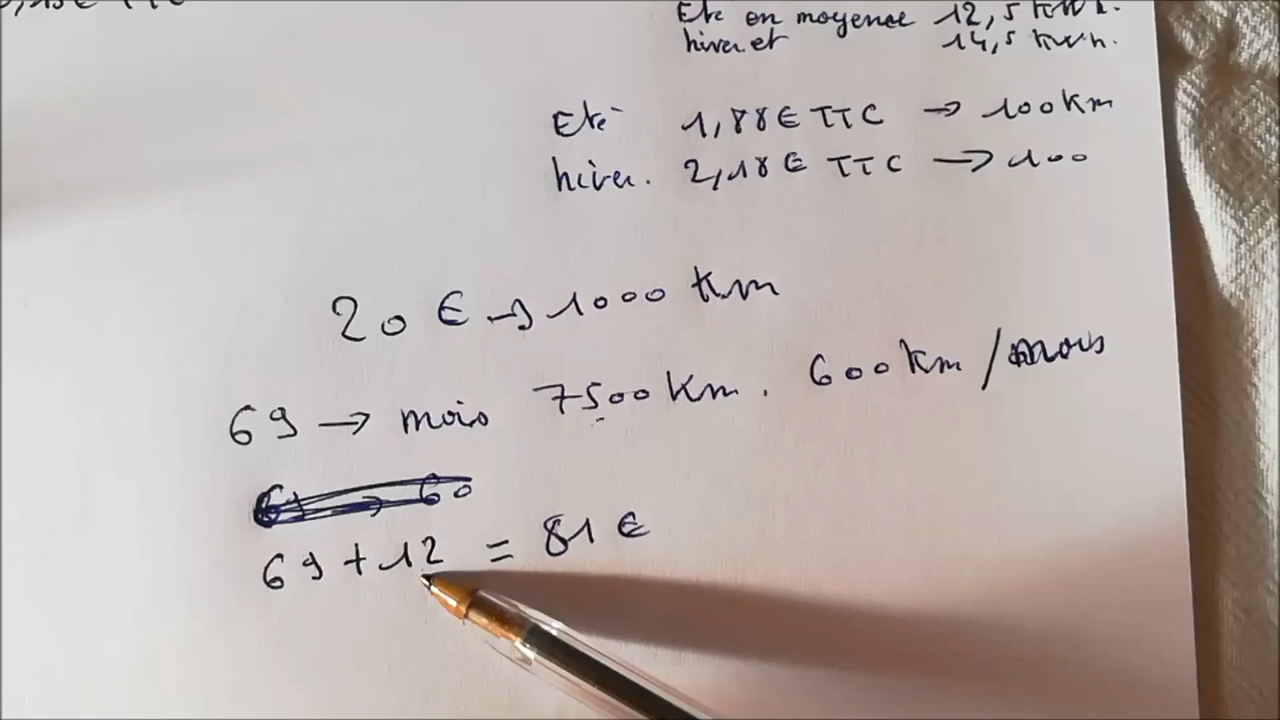 Eté en moyenne 12,5 kWh.
hiver et 14,5 kWh.
Eté 1,88€ TTC → 100 km
hiver. 2,18€ TTC → 100
20 € → 1000 km
69 → mois 7500 km. 600 km / mois
69 + 12 = 81 €